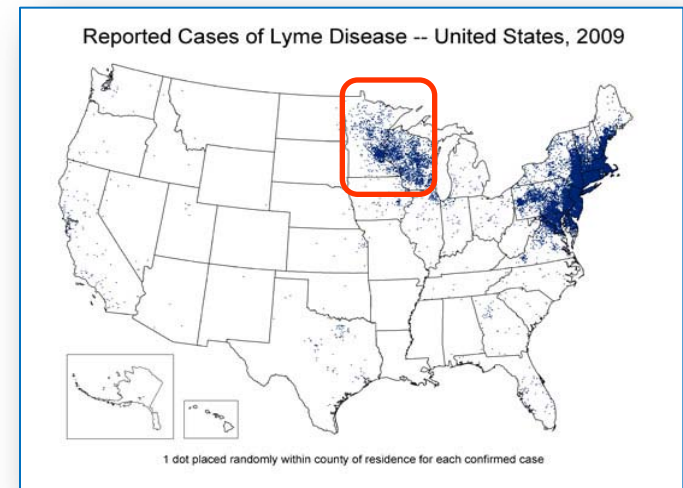 Reported Cases of Lyme Disease -- United States, 2009
1 dot placed randomly within county of residence for each confirmed case